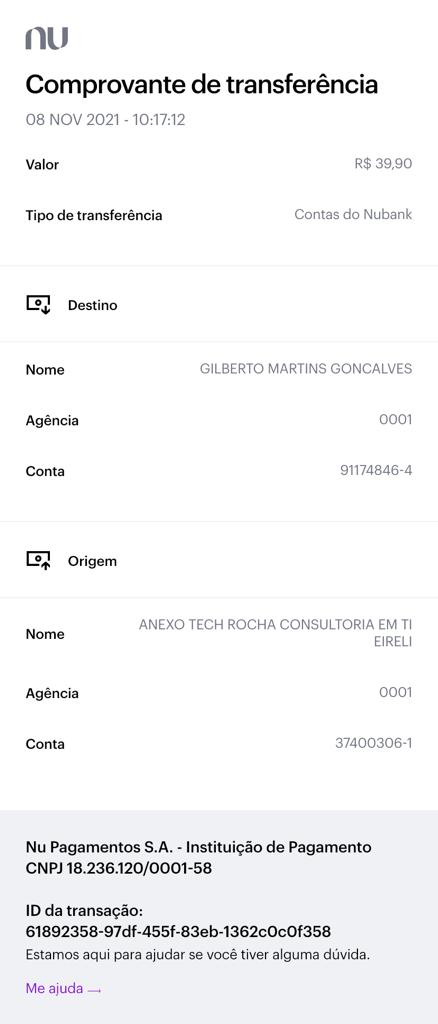 nu
Comprovante de transferência
08 NOV 2021 - 10:17:12
Valor R$ 39,90
Tipo de transferência Contas do Nubank
Destino
Nome GILBERTO MARTINS GONCALVES
Agência 0001
Conta 91174846-4
Origem
Nome ANEXO TECH ROCHA CONSULTORIA EM TI
EIRELI
Agência 0001
Conta 37400306-1
Nu Pagamentos S.A. - Instituição de Pagamento
CNPJ 18.236.120/0001-58
ID da transação:
61892358-97df-455f-83eb-1362c0c0f358
Estamos aqui para ajudar se você tiver alguma dúvida.
Me ajuda →